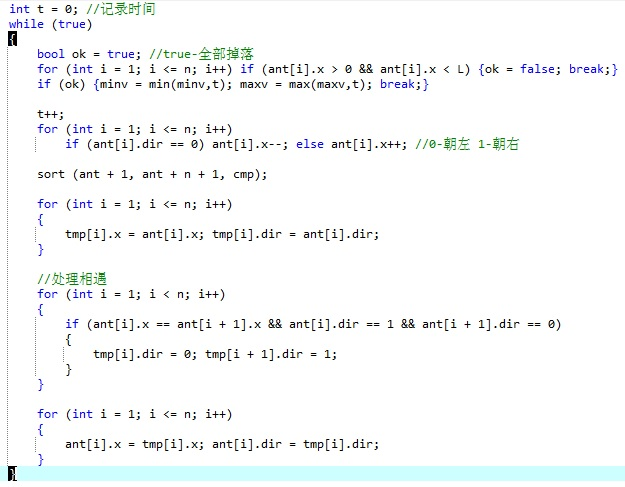 int t = 0; //记录时间
while (true)
{
    bool ok = true; //true-全部掉落
    for (int i = 1; i <= n; i++) if (ant[i].x > 0 && ant[i].x < L) {ok = false; break;}
    if (ok) {minv = min(minv,t); maxv = max(maxv,t); break;}
    t++;
    for (int i = 1; i <= n; i++)
        if (ant[i].dir == 0) ant[i].x--; else ant[i].x++; //0-朝左 1-朝右
    sort (ant + 1, ant + n + 1, cmp);
    for (int i = 1; i <= n; i++)
    {
        tmp[i].x = ant[i].x; tmp[i].dir = ant[i].dir;
    }
    //处理相遇
    for (int i = 1; i < n; i++)
    {
        if (ant[i].x == ant[i + 1].x && ant[i].dir == 1 && ant[i + 1].dir == 0)
        {
            tmp[i].dir = 0; tmp[i + 1].dir = 1;
        }
    }
    for (int i = 1; i <= n; i++)
    {
        ant[i].x = tmp[i].x; ant[i].dir = tmp[i].dir;
    }
}